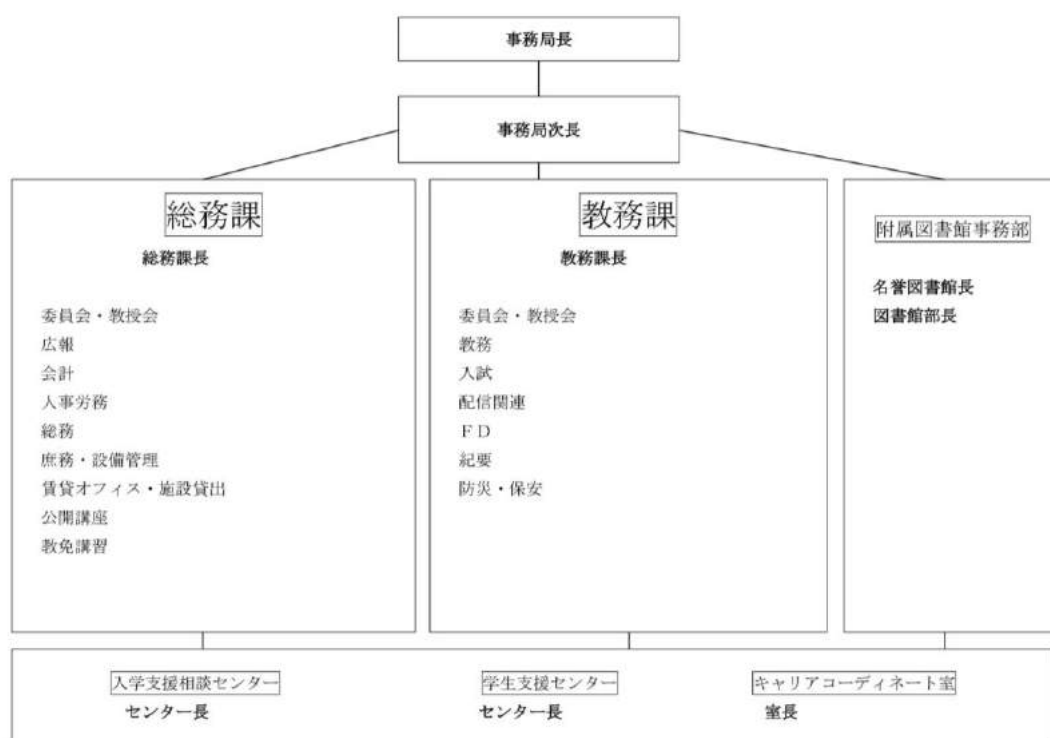 事務局長
事務局次長
総務課
総務課長
委員会・教授会
広報
会計
人事労務
総務
庶務・設備管理
賃貸オフィス・施設貸出
公開講座
教免講習
教務課
教務課長
委員会・教授会
教務
入試
配信関連
ＦＤ
紀要
防災・保安
附属図書館事務部
名誉図書館長
図書館部長
入学支援相談センター
センター長
学生支援センター
センター長
キャリアコーディネート室
室長